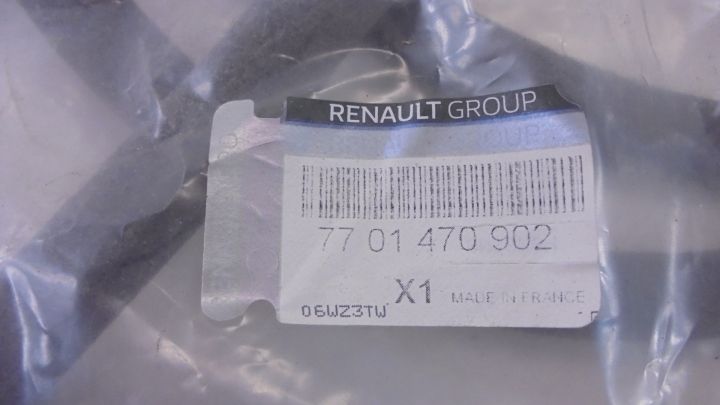 RENAULT GROUP
77 01 470 902
X1 MADE IN FRANCE
06WZ3TW